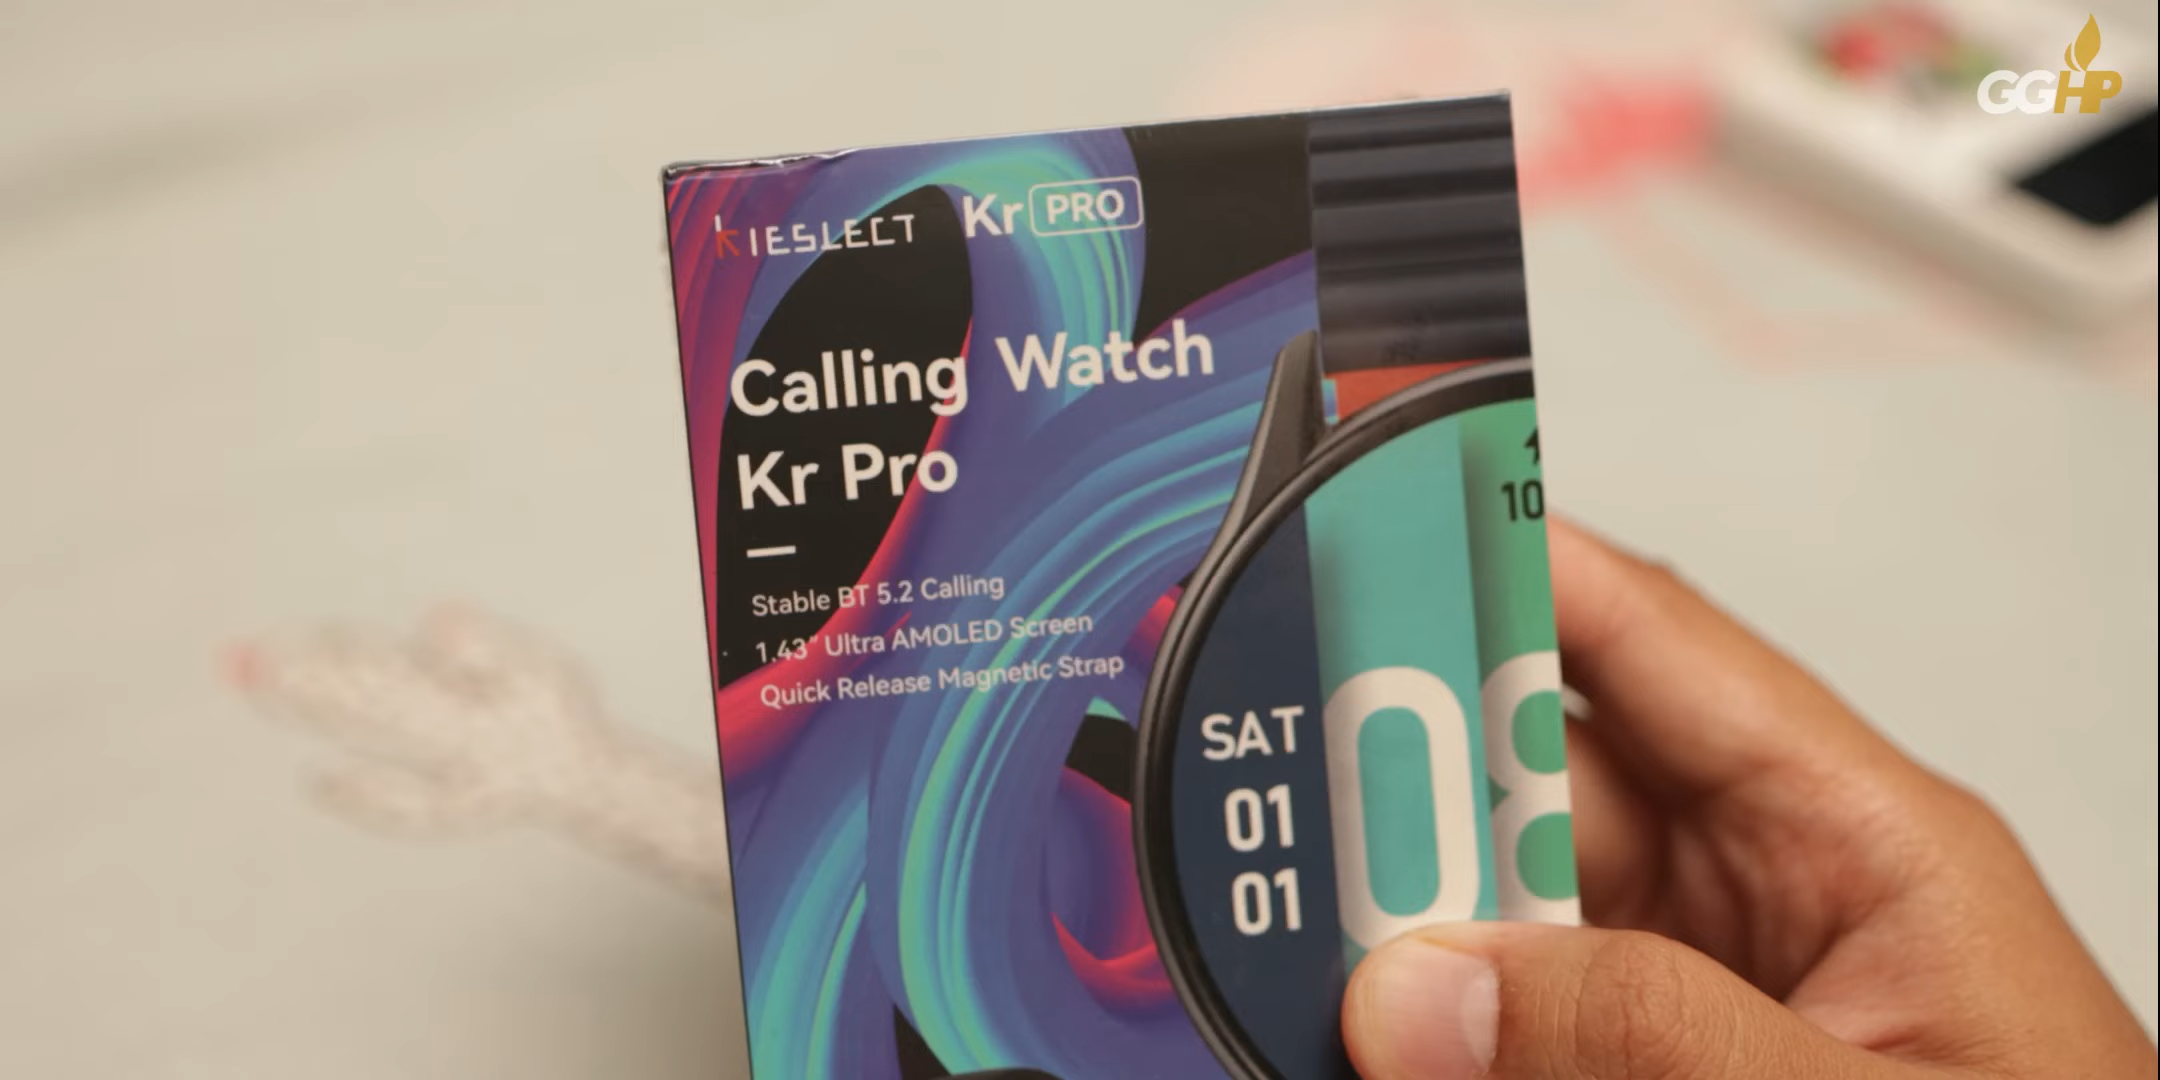 GGHP
KIESLECT Kr PRO
Calling Watch
Kr Pro
Stable BT 5.2 Calling
1.43" Ultra AMOLED Screen
Quick Release Magnetic Strap
10
SAT
01
01
08